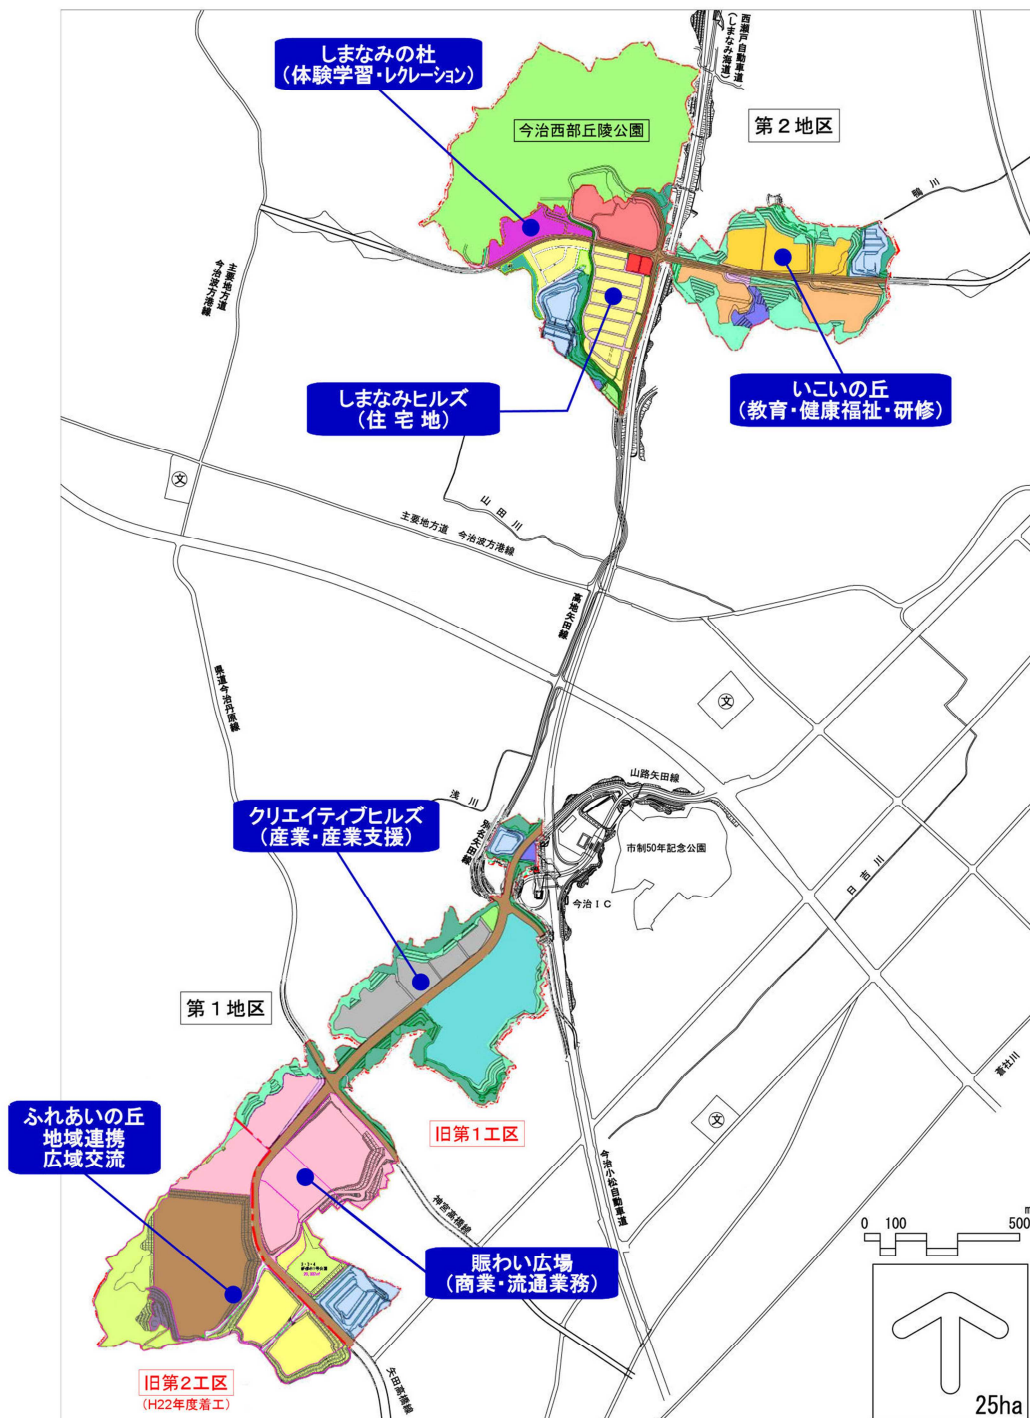 西瀬戸自動車道
(しまなみ海道)
しまなみの杜
(体験学習・レクレーション)
今治西部丘陵公園
第2地区
鴨川
主要地方道
今治波方港線
しまなみヒルズ
(住宅地)
いこいの丘
(教育・健康福祉・研修)
文
山田川
主要地方道 今治波方港線
高地矢田線
県道今治丹原線
文
山路矢田線
浅川
クリエイティブヒルズ
(産業・産業支援)
別名矢田線
市制50年記念公園
日吉川
今治IC
第1地区
蒼社川
ふれあいの丘
地域連携
広域交流
旧第1工区
文
今治小松自動車道
神宮高橋線
賑わい広場
(商業・流通業務)
0 100 500
m
旧第2工区
(H22年度着工)
矢田高橋線
25ha